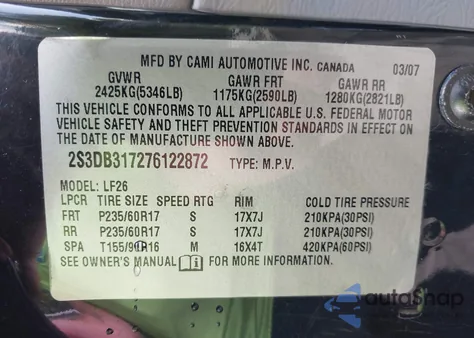 MFD BY CAMI AUTOMOTIVE INC. CANADA 03/07
GVWR GAWR FRT GAWR RR
2425KG(5346LB) 1175KG(2590LB) 1280KG(2821LB)
THIS VEHICLE CONFORMS TO ALL APPLICABLE U.S. FEDERAL MOTOR
VEHICLE SAFETY AND THEFT PREVENTION STANDARDS IN EFFECT ON
THE DATE OF MANUFACTURE SHOWN ABOVE.
2S3DB317276122872 TYPE: M.P.V.
MODEL: LF26
LPCR TIRE SIZE SPEED RTG RIM COLD TIRE PRESSURE
FRT P235/60R17 S 17X7J 210KPA(30PSI)
RR P235/60R17 S 17X7J 210KPA(30PSI)
SPA T155/90R16 M 16X4T 420KPA(60PSI)
SEE OWNER'S MANUAL FOR MORE INFORMATION.
autoShap